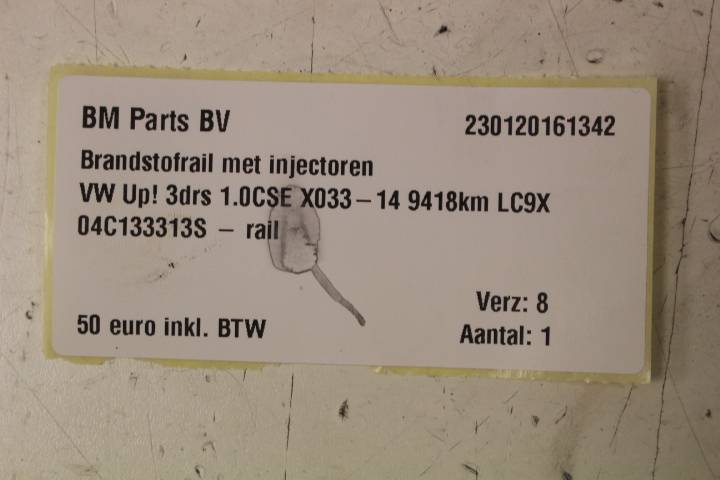 BM Parts BV 230120161342
Brandstofrail met injectoren
VW Up! 3drs 1.0CSE X033-14 9418km LC9X
04C133313S - rail
Verz: 8
50 euro inkl. BTW Aantal: 1